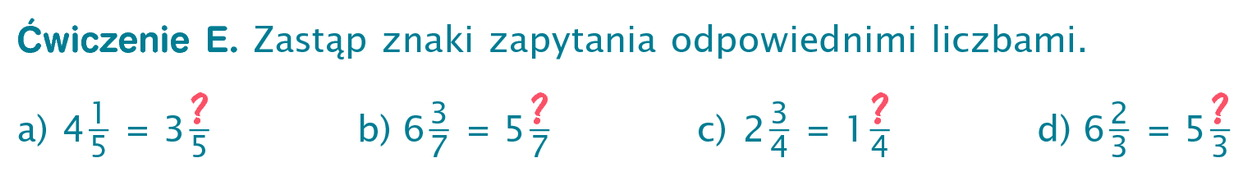 Ćwiczenie E. Zastąp znaki zapytania odpowiednimi liczbami.
a) 4 1/5 = 3 ?/5 b) 6 3/7 = 5 ?/7 c) 2 3/4 = 1 ?/4 d) 6 2/3 = 5 ?/3